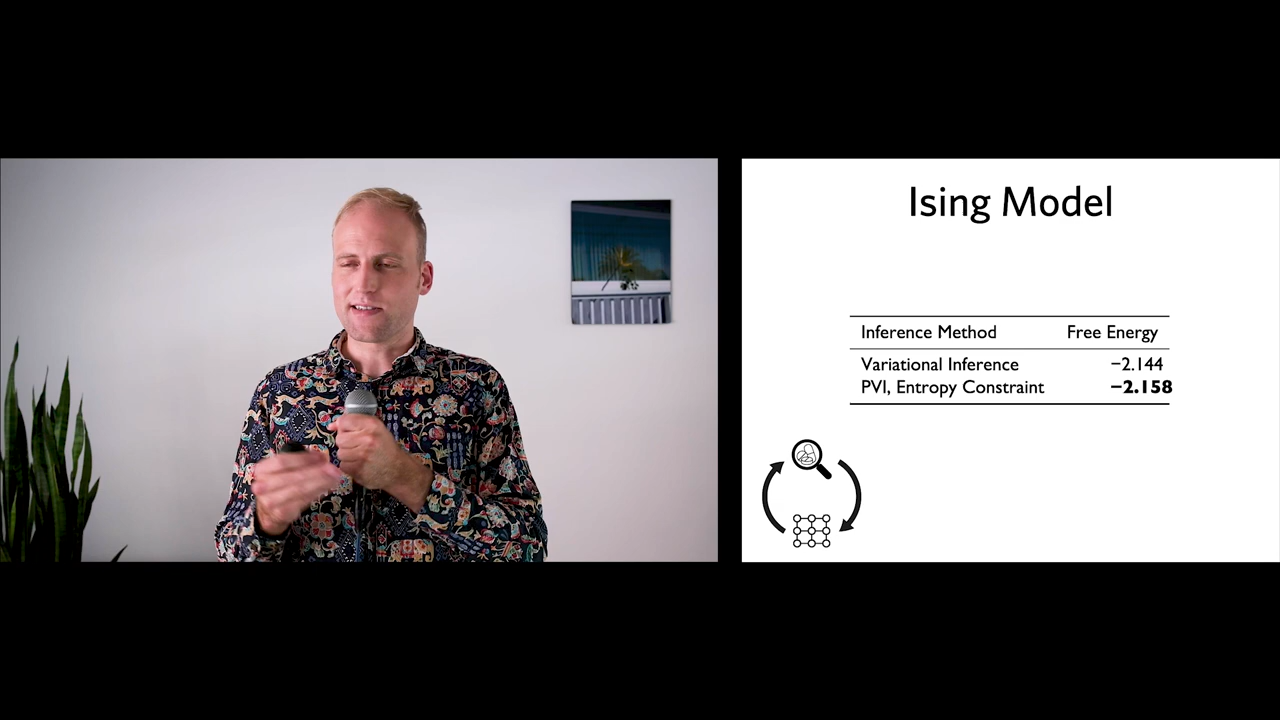 Ising Model
Inference Method Free Energy
Variational Inference −2.144
PVI, Entropy Constraint −2.158